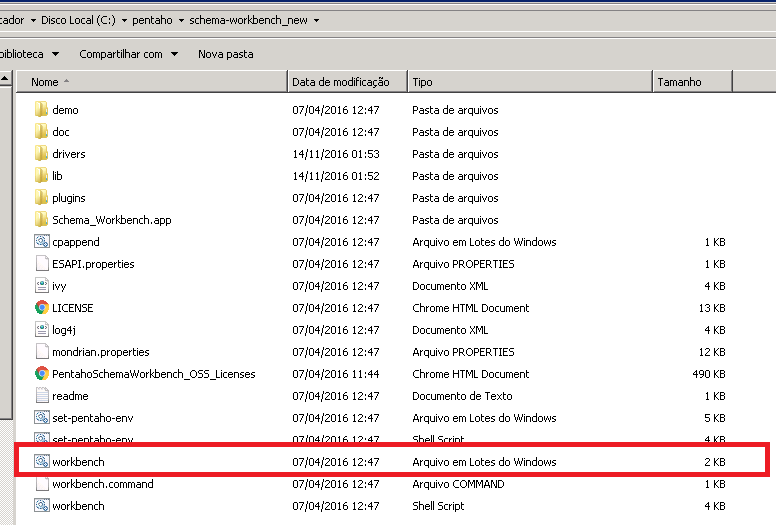 tador ▸ Disco Local (C:) ▸ pentaho ▸ schema-workbench_new ▸
biblioteca Compartilhar com Nova pasta
Nome Data de modificação Tipo Tamanho
demo 07/04/2016 12:47 Pasta de arquivos
doc 07/04/2016 12:47 Pasta de arquivos
drivers 14/11/2016 01:53 Pasta de arquivos
lib 14/11/2016 01:52 Pasta de arquivos
plugins 07/04/2016 12:47 Pasta de arquivos
Schema_Workbench.app 07/04/2016 12:47 Pasta de arquivos
cpappend 07/04/2016 12:47 Arquivo em Lotes do Windows 1 KB
ESAPI.properties 07/04/2016 12:47 Arquivo PROPERTIES 1 KB
ivy 07/04/2016 12:47 Documento XML 4 KB
LICENSE 07/04/2016 12:47 Chrome HTML Document 13 KB
log4j 07/04/2016 12:47 Documento XML 4 KB
mondrian.properties 07/04/2016 12:47 Arquivo PROPERTIES 12 KB
PentahoSchemaWorkbench_OSS_Licenses 07/04/2016 11:44 Chrome HTML Document 490 KB
readme 07/04/2016 12:47 Documento de Texto 1 KB
set-pentaho-env 07/04/2016 12:47 Arquivo em Lotes do Windows 5 KB
set-pentaho-env 07/04/2016 12:47 Shell Script 4 KB
workbench 07/04/2016 12:47 Arquivo em Lotes do Windows 2 KB
workbench.command 07/04/2016 12:47 Arquivo COMMAND 1 KB
workbench 07/04/2016 12:47 Shell Script 2 KB